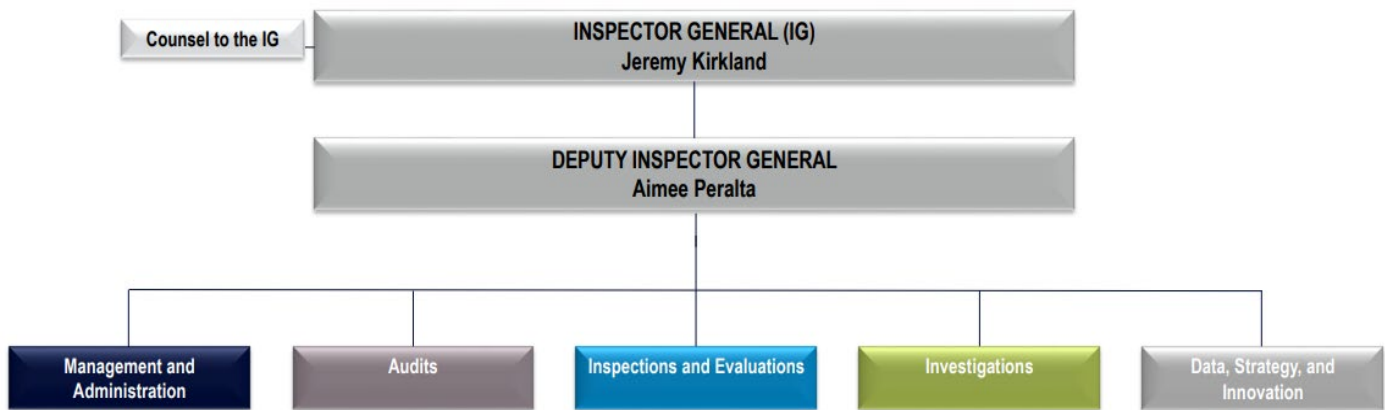 Counsel to the IG
INSPECTOR GENERAL (IG)
Jeremy Kirkland
DEPUTY INSPECTOR GENERAL
Aimee Peralta
Management and
Administration
Audits
Inspections and Evaluations
Investigations
Data, Strategy, and
Innovation